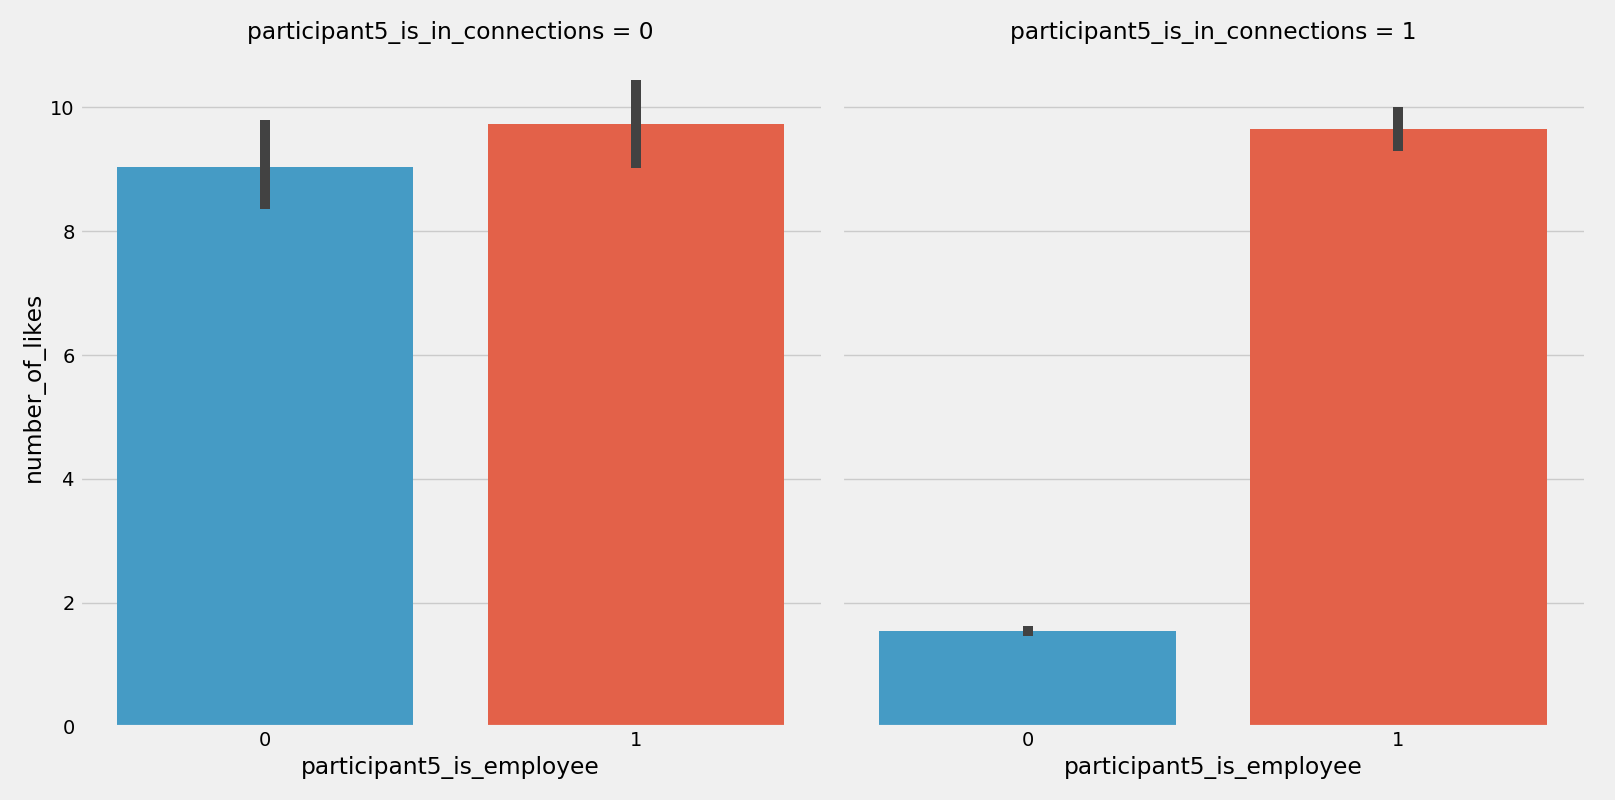 participant5_is_in_connections = 0
participant5_is_in_connections = 1
number_of_likes
10
8
6
4
2
0
0
1
0
1
participant5_is_employee
participant5_is_employee